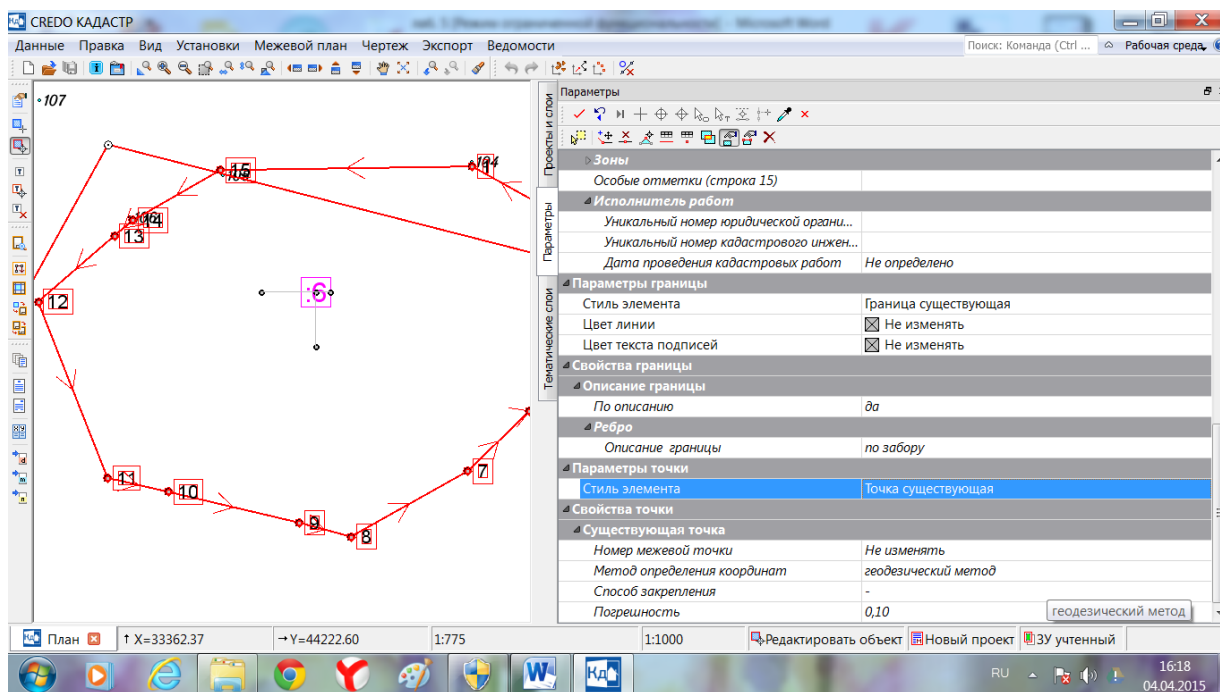 CREDO КАДАСТР
Данные Правка Вид Установки Межевой план Чертеж Экспорт Ведомости
Поиск: Команда (Ctrl ... Рабочая среда
Параметры
Проекты и слои
Параметры
Тематические слои
107
15
14
13
12
11
10
9
8
7
1
:6
Зоны
Особые отметки (строка 15)
Исполнитель работ
Уникальный номер юридической органи...
Уникальный номер кадастрового инжен...
Дата проведения кадастровых работ Не определено
Параметры границы
Стиль элемента Граница существующая
Цвет линии Не изменять
Цвет текста подписей Не изменять
Свойства границы
Описание границы
По описанию да
Ребро
Описание границы по забору
Параметры точки
Стиль элемента Точка существующая
Свойства точки
Существующая точка
Номер межевой точки Не изменять
Метод определения координат геодезический метод
Способ закрепления -
Погрешность 0,10
геодезический метод
План X=33362.37 Y=44222.60 1:775 1:1000 Редактировать объект Новый проект ЗУ учтенный
RU
16:18
04.04.2015